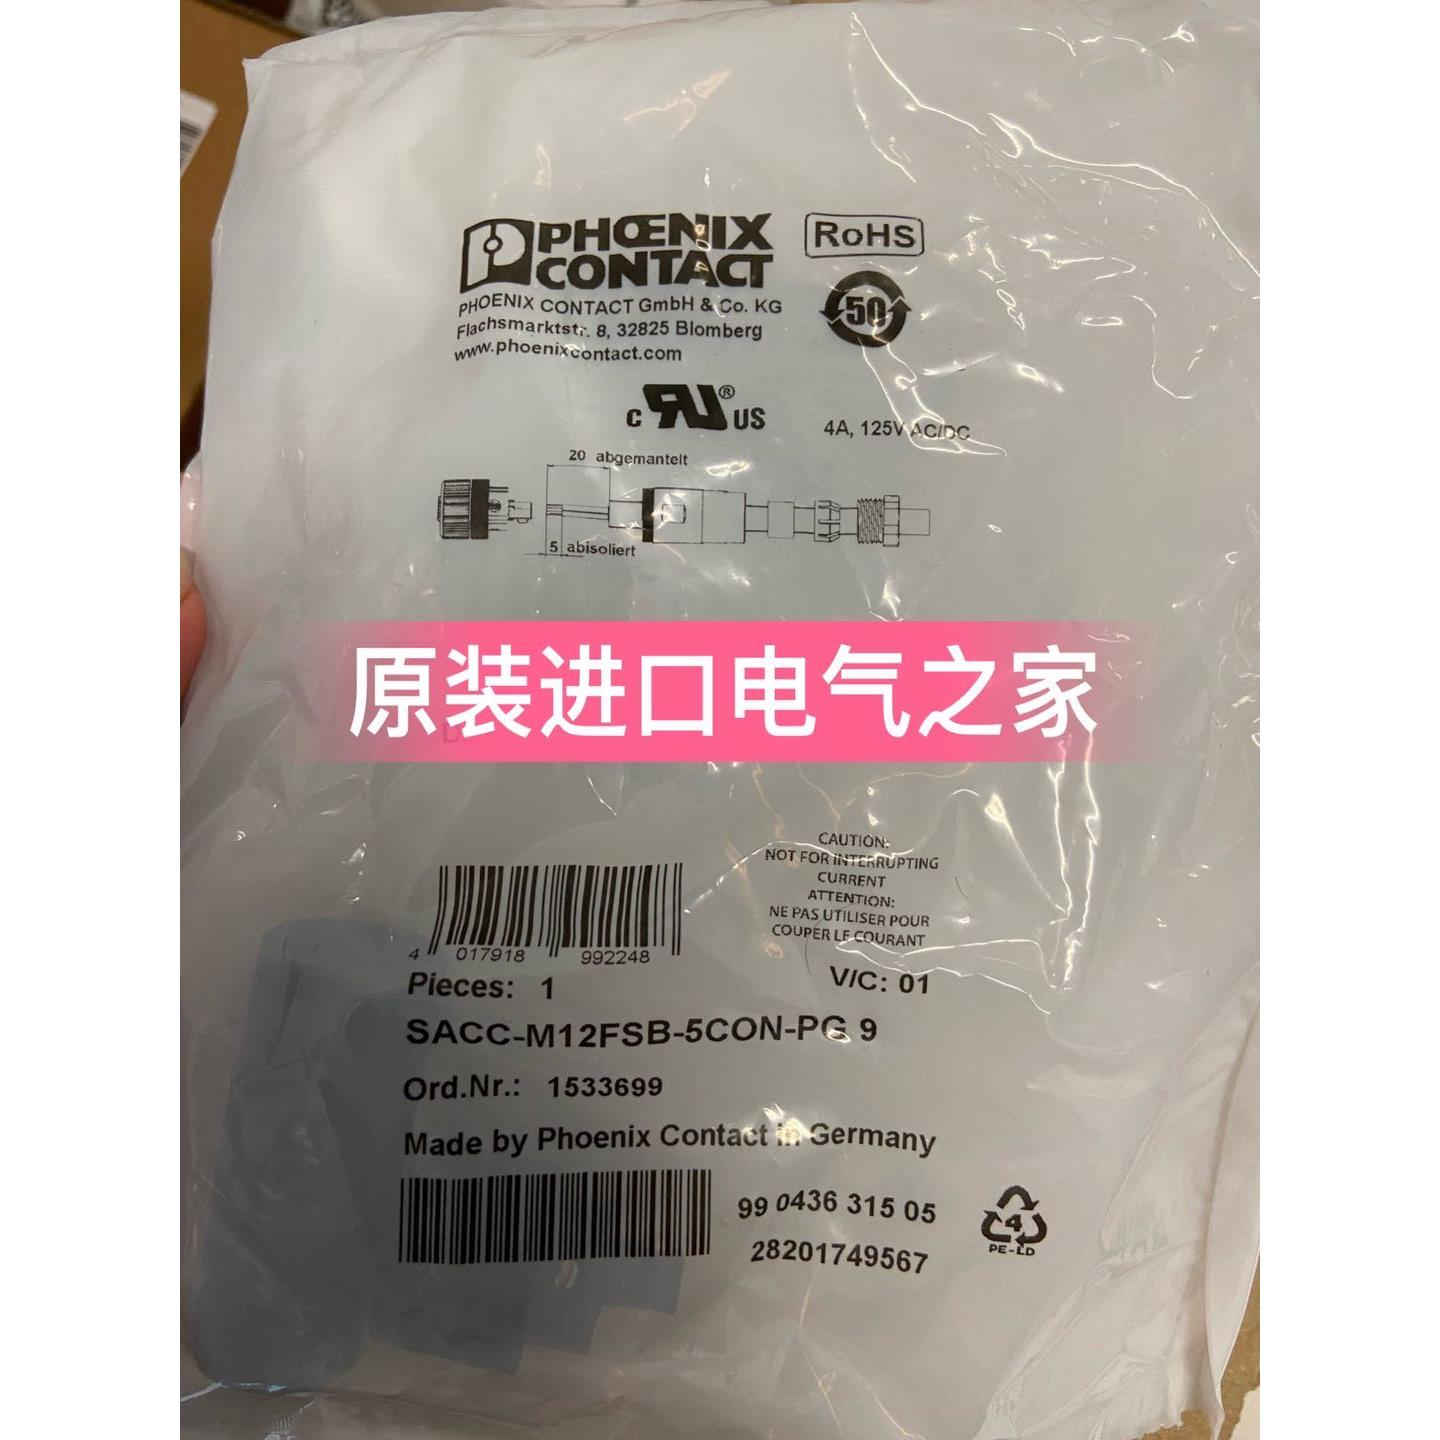 PHŒNIX
CONTACT
RoHS
PHOENIX CONTACT GmbH & Co. KG
Flachsmarktstr. 8, 32825 Blomberg
www.phoenixcontact.com
50
c RU ® US
4A, 125V AC/DC
20 abgemantelt
5 abisoliert
原装进口电气之家
CAUTION:
NOT FOR INTERRUPTING
CURRENT
ATTENTION:
NE PAS UTILISER POUR
COUPER LE COURANT
4 017918 992248
Pieces: 1
V/C: 01
SACC-M12FSB-5CON-PG 9
Ord.Nr.: 1533699
Made by Phoenix Contact in Germany
99 0436 315 05
28201749567
4
PE-LD